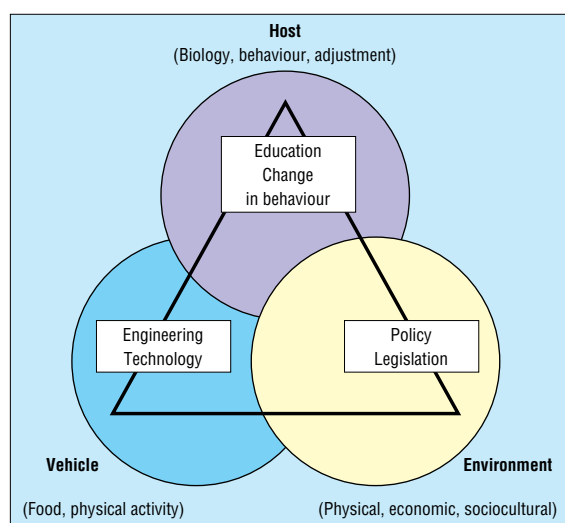 Host
(Biology, behaviour, adjustment)
Education
Change
in behaviour
Engineering
Technology
Policy
Legislation
Vehicle
Environment
(Food, physical activity)
(Physical, economic, sociocultural)